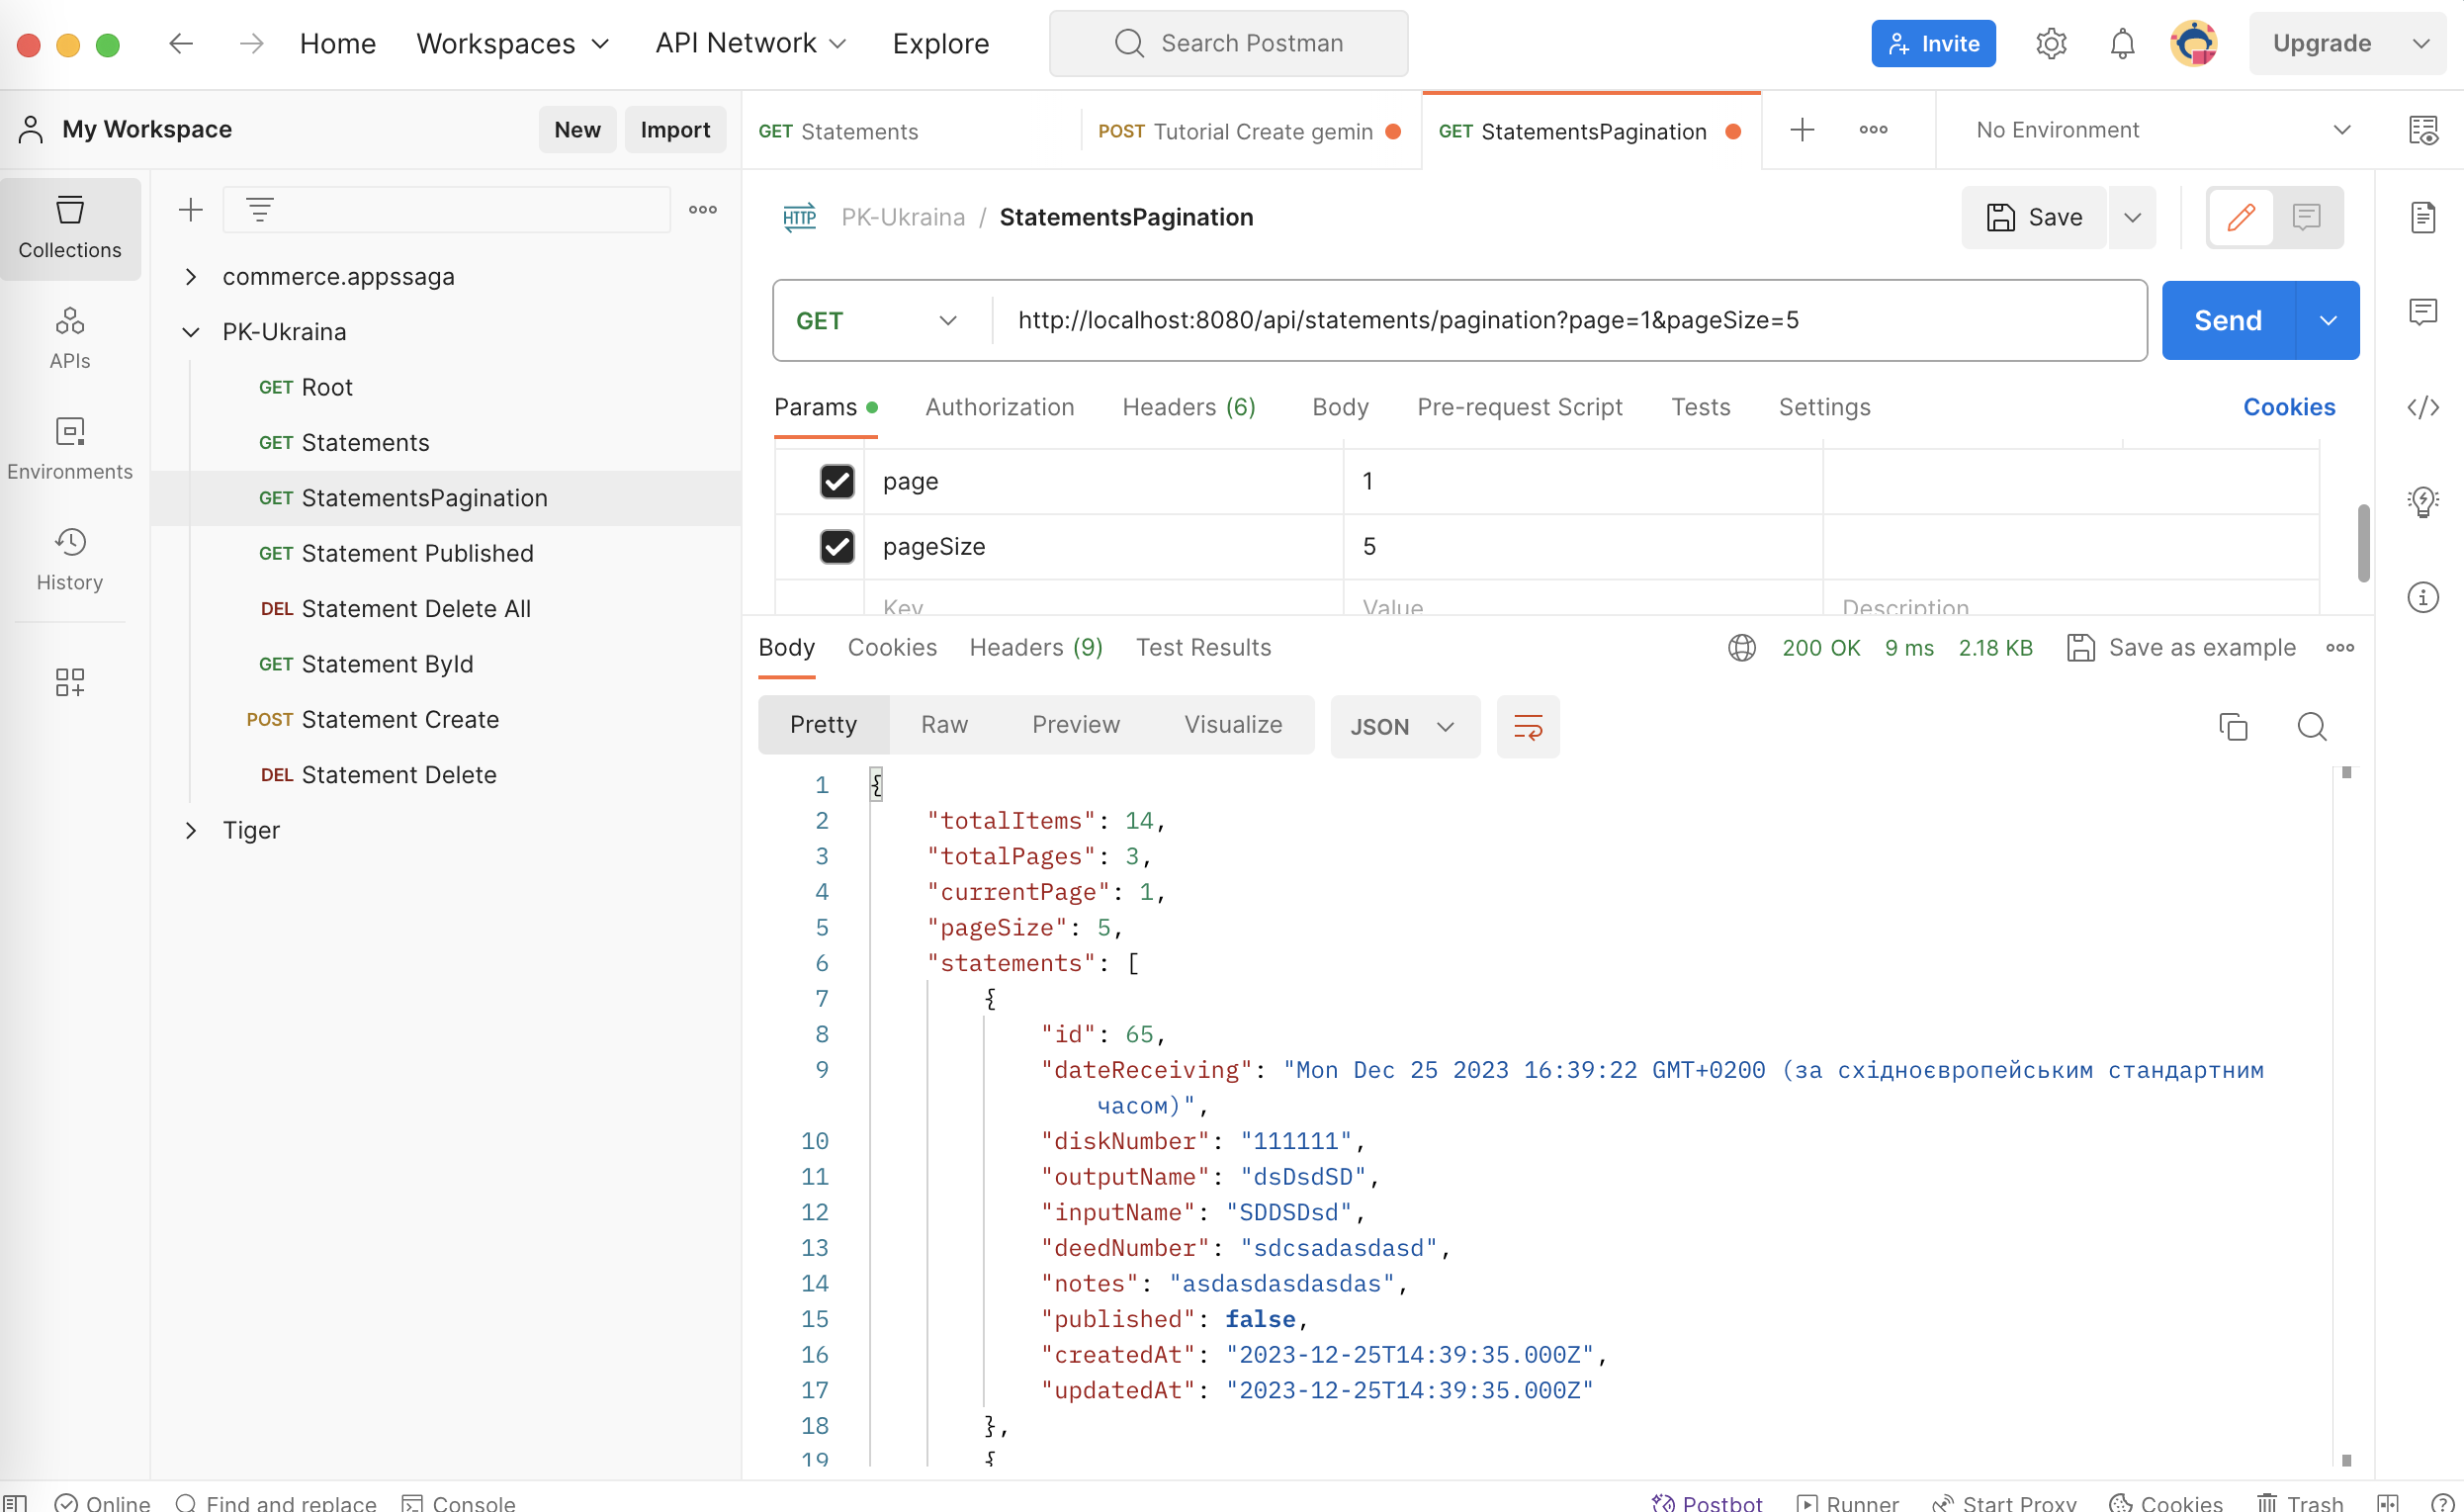 Home Workspaces API Network Explore Search Postman Invite Upgrade
My Workspace New Import
GET Statements POST Tutorial Create gemin GET StatementsPagination No Environment
Collections
APIs
Environments
History
commerce.appssaga
PK-Ukraina
GET Root
GET Statements
GET StatementsPagination
GET Statement Published
DEL Statement Delete All
GET Statement ById
POST Statement Create
DEL Statement Delete
Tiger
HTTP PK-Ukraina / StatementsPagination Save
GET http://localhost:8080/api/statements/pagination?page=1&pageSize=5 Send
Params Authorization Headers (6) Body Pre-request Script Tests Settings Cookies
page 1
pageSize 5
Key Value Description
Body Cookies Headers (9) Test Results 200 OK 9 ms 2.18 KB Save as example
Pretty Raw Preview Visualize JSON
1 {
2 "totalItems": 14,
3 "totalPages": 3,
4 "currentPage": 1,
5 "pageSize": 5,
6 "statements": [
7 {
8 "id": 65,
9 "dateReceiving": "Mon Dec 25 2023 16:39:22 GMT+0200 (за східноєвропейським стандартним
часом)",
10 "diskNumber": "111111",
11 "outputName": "dsDsdSD",
12 "inputName": "SDDSDsd",
13 "deedNumber": "sdcsadasdasd",
14 "notes": "asdasdasdasdas",
15 "published": false,
16 "createdAt": "2023-12-25T14:39:35.000Z",
17 "updatedAt": "2023-12-25T14:39:35.000Z"
18 },
19 {
Online Find and replace Console Postbot Runner Start Proxy Cookies Trash